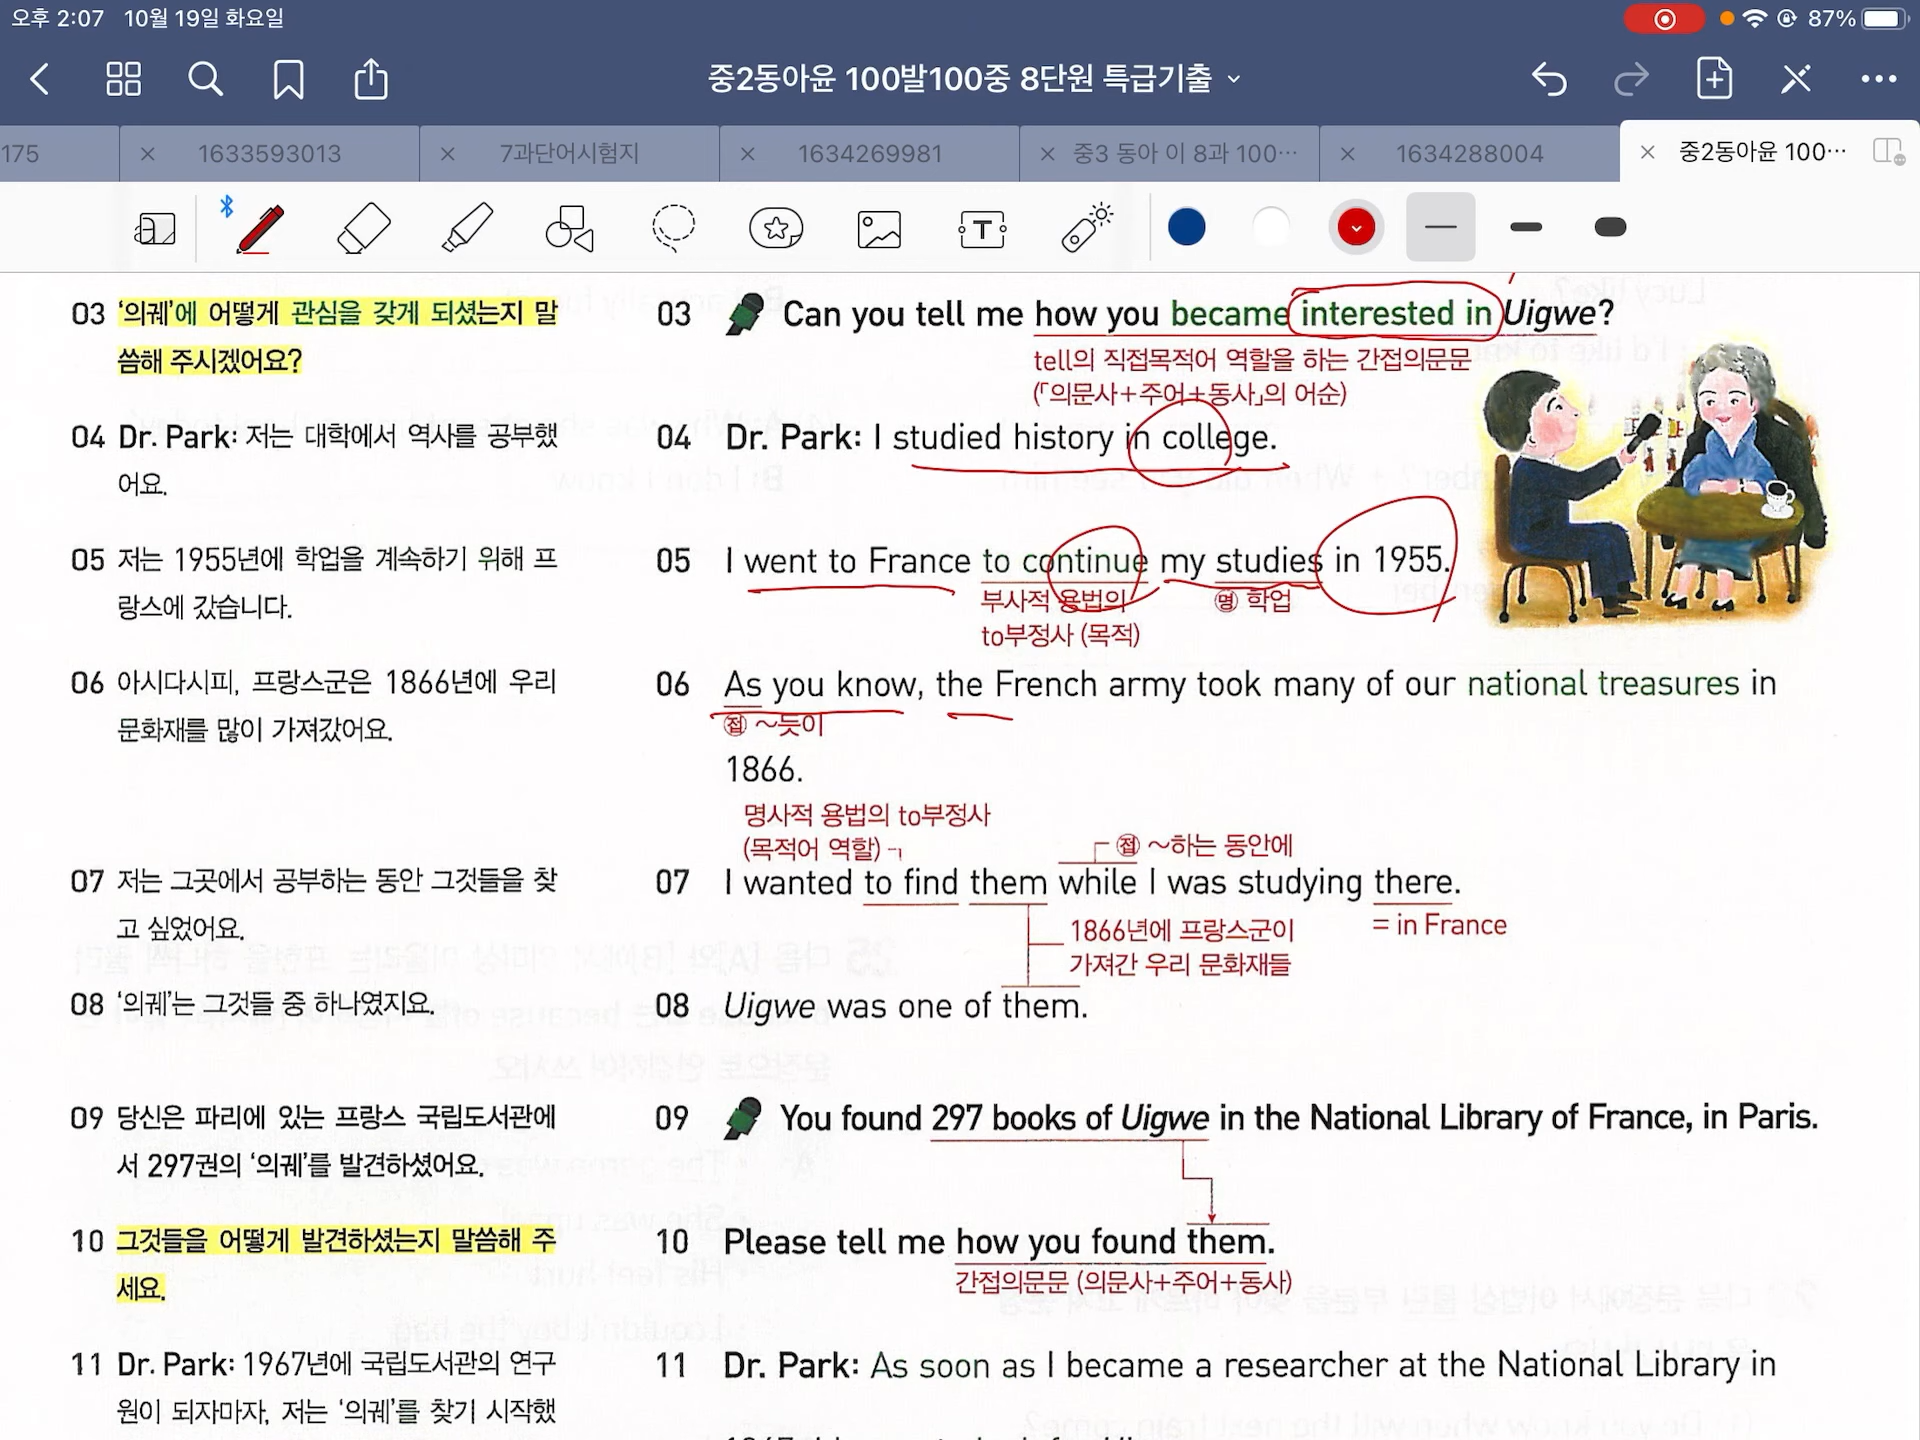 오후 2:07 10월 19일 화요일
87%
중2동아윤 100발100중 8단원 특급기출
175
1633593013
7과단어시험지
1634269981
중3 동아 이 8과 100…
1634288004
중2동아윤 100…
03 '의궤'에 어떻게 관심을 갖게 되셨는지 말
씀해 주시겠어요?
03 Can you tell me how you became interested in Uigwe?
tell의 직접목적어 역할을 하는 간접의문문
(「의문사+주어+동사」의 어순)
04 Dr. Park: 저는 대학에서 역사를 공부했
어요.
04 Dr. Park: I studied history in college.
05 저는 1955년에 학업을 계속하기 위해 프
랑스에 갔습니다.
05 I went to France to continue my studies in 1955.
부사적 용법의
to부정사 (목적)
명 학업
06 아시다시피, 프랑스군은 1866년에 우리
문화재를 많이 가져갔어요.
06 As you know, the French army took many of our national treasures in
접 ~듯이
1866.
명사적 용법의 to부정사
(목적어 역할)
접 ~하는 동안에
07 저는 그곳에서 공부하는 동안 그것들을 찾
고 싶었어요.
07 I wanted to find them while I was studying there.
1866년에 프랑스군이
가져간 우리 문화재들
= in France
08 '의궤'는 그것들 중 하나였지요.
08 Uigwe was one of them.
09 당신은 파리에 있는 프랑스 국립도서관에
서 297권의 '의궤'를 발견하셨어요.
09 You found 297 books of Uigwe in the National Library of France, in Paris.
10 그것들을 어떻게 발견하셨는지 말씀해 주
세요.
10 Please tell me how you found them.
간접의문문 (의문사+주어+동사)
11 Dr. Park: 1967년에 국립도서관의 연구
원이 되자마자, 저는 '의궤'를 찾기 시작했
11 Dr. Park: As soon as I became a researcher at the National Library in